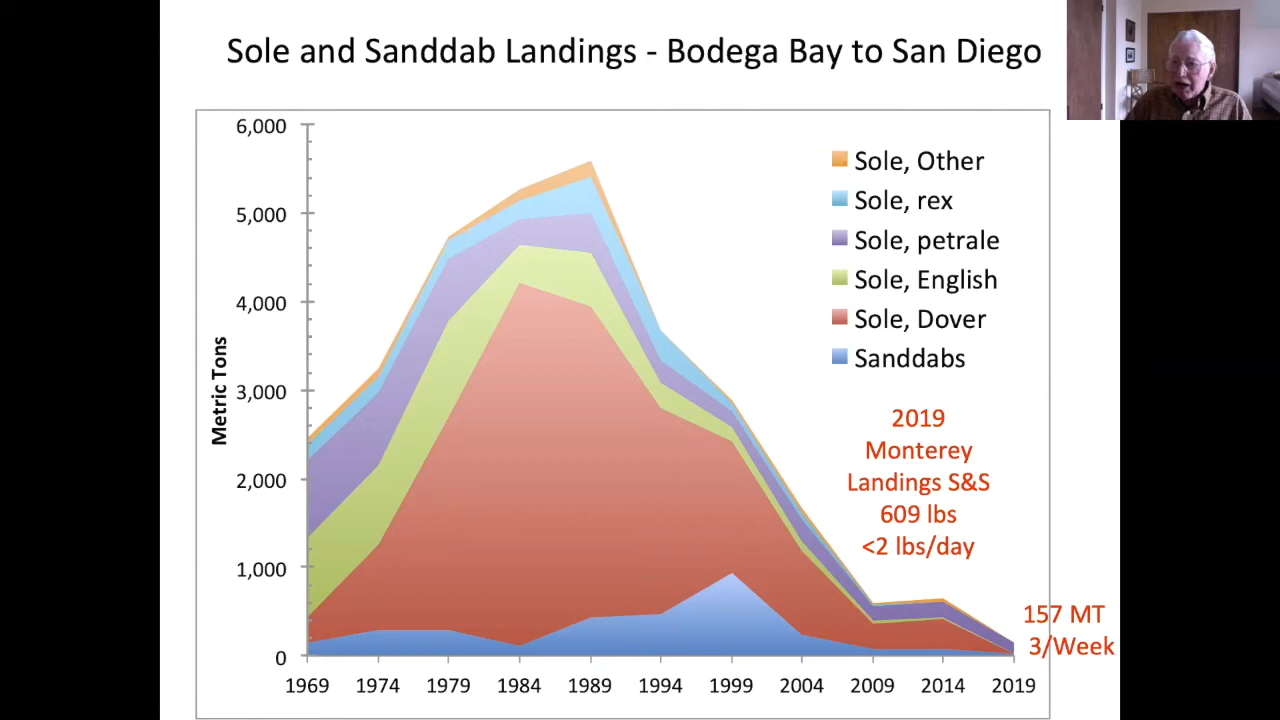 Sole and Sanddab Landings - Bodega Bay to San Diego
6,000
5,000
4,000
3,000
2,000
1,000
0
Metric Tons
Sole, Other
Sole, rex
Sole, petrale
Sole, English
Sole, Dover
Sanddabs
2019
Monterey
Landings S&S
609 lbs
<2 lbs/day
157 MT
3/Week
1969 1974 1979 1984 1989 1994 1999 2004 2009 2014 2019